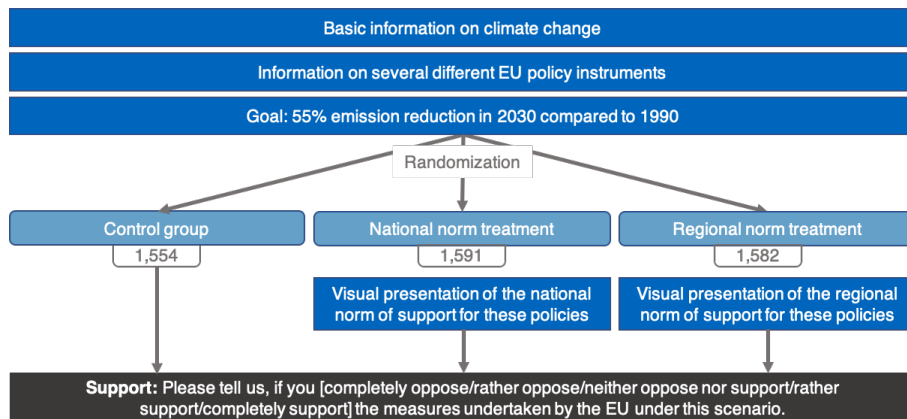 Basic information on climate change
Information on several different EU policy instruments
Goal: 55% emission reduction in 2030 compared to 1990
Randomization
Control group
National norm treatment
Regional norm treatment
1,554
1,591
1,582
Visual presentation of the national
norm of support for these policies
Visual presentation of the regional
norm of support for these policies
Support: Please tell us, if you [completely oppose/rather oppose/neither oppose nor support/rather
support/completely support] the measures undertaken by the EU under this scenario.